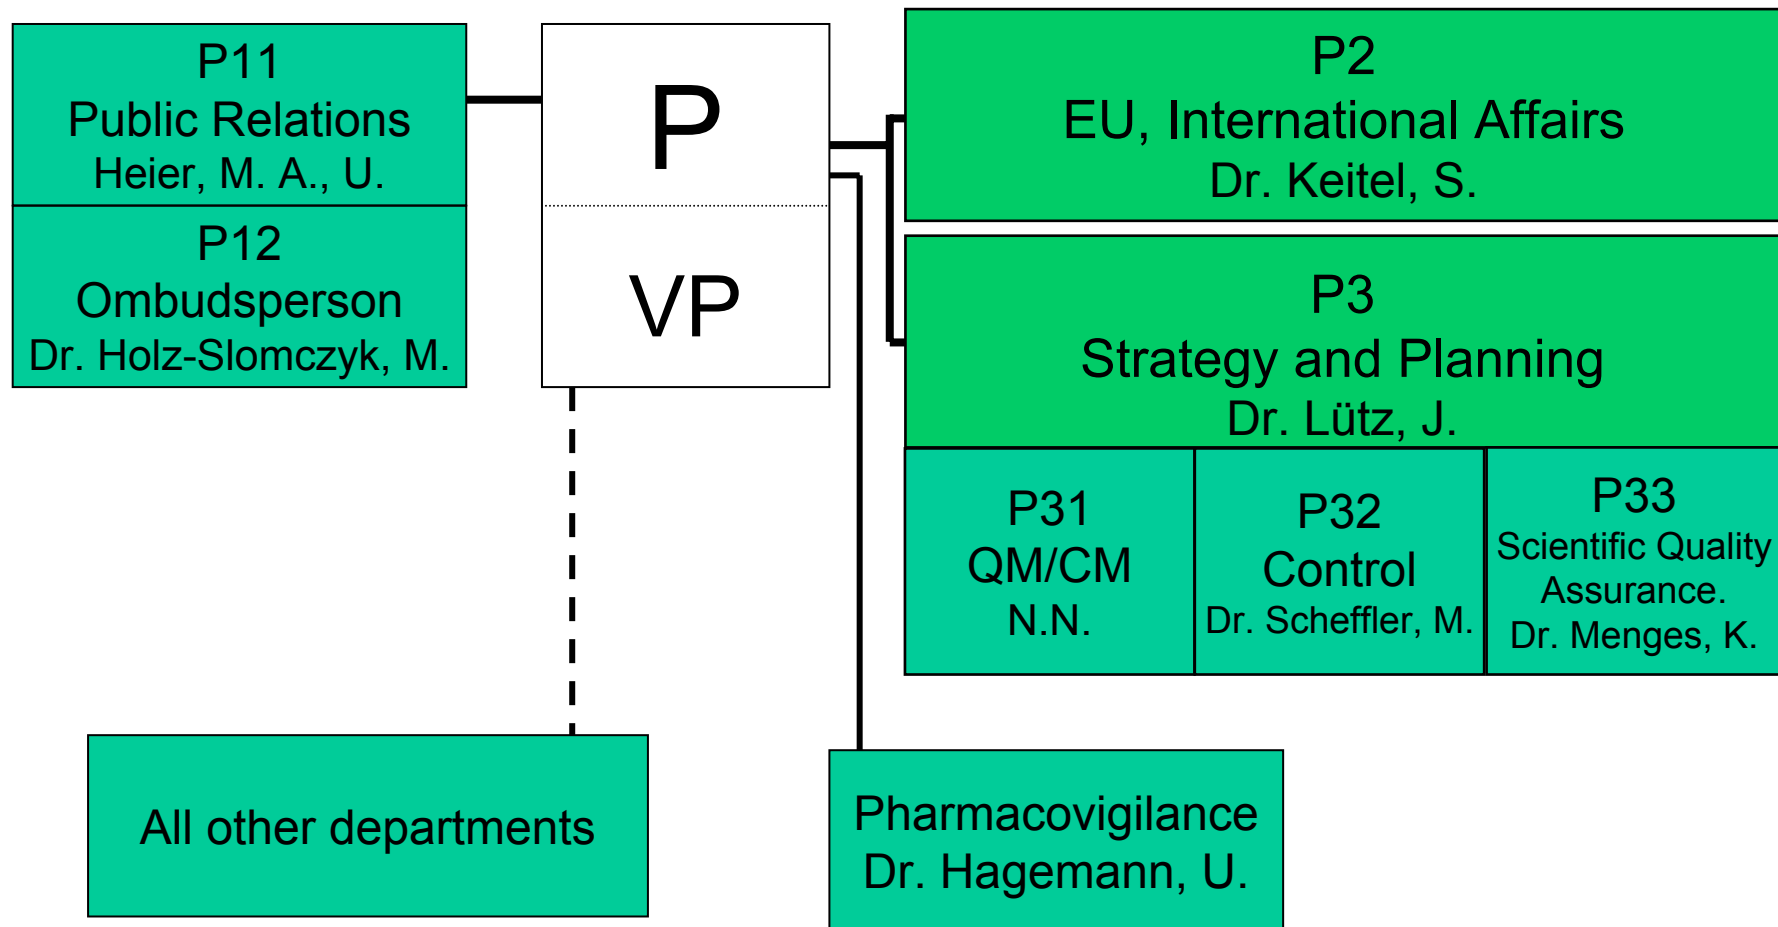 P11
Public Relations
Heier, M. A., U.
P12
Ombudsperson
Dr. Holz-Slomczyk, M.
P
VP
P2
EU, International Affairs
Dr. Keitel, S.
P3
Strategy and Planning
Dr. Lütz, J.
P31
QM/CM
N.N.
P32
Control
Dr. Scheffler, M.
P33
Scientific Quality
Assurance.
Dr. Menges, K.
All other departments
Pharmacovigilance
Dr. Hagemann, U.